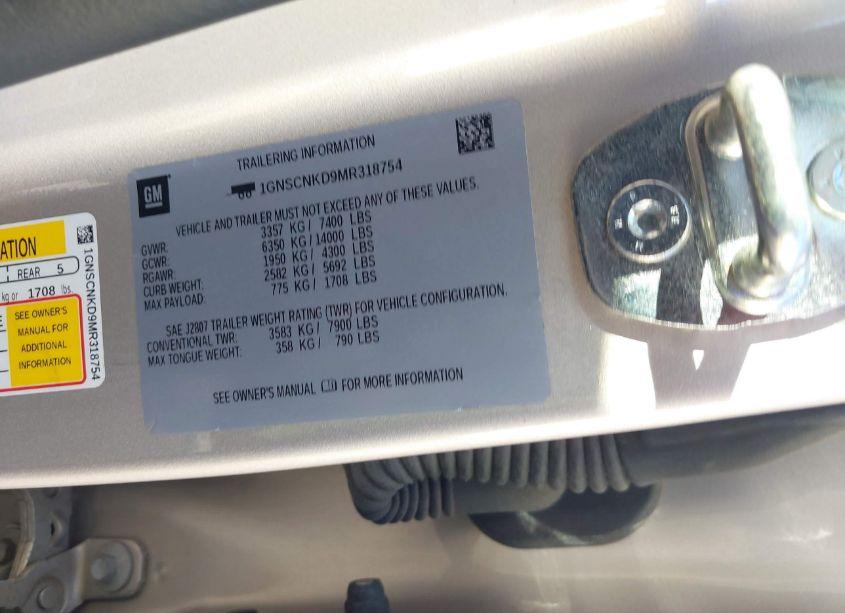 TRAILERING INFORMATION
GM
1GNSCNKD9MR318754
VEHICLE AND TRAILER MUST NOT EXCEED ANY OF THESE VALUES.
GVWR: 3357 KG / 7400 LBS
GCWR: 6350 KG / 14000 LBS
RGAWR: 1950 KG / 4300 LBS
CURB WEIGHT: 2582 KG / 5692 LBS
MAX PAYLOAD: 775 KG / 1708 LBS
SAE J2807 TRAILER WEIGHT RATING (TWR) FOR VEHICLE CONFIGURATION.
CONVENTIONAL TWR: 3583 KG / 7900 LBS
MAX TONGUE WEIGHT: 358 KG / 790 LBS
SEE OWNER'S MANUAL FOR MORE INFORMATION
ATION
REAR 5
kg or 1708 lbs.
SEE OWNER'S
MANUAL FOR
ADDITIONAL
INFORMATION
1GNSCNKD9MR318754